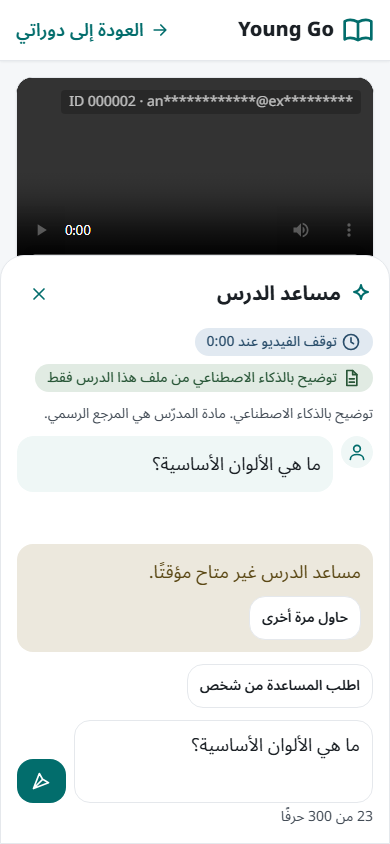 Young Go
العودة إلى دوراتي
ID 000002 · an************@ex*********
0:00
مساعد الدرس
توقف الفيديو عند 0:00
توضيح بالذكاء الاصطناعي من ملف هذا الدرس فقط
توضيح بالذكاء الاصطناعي. مادة المدرّس هي المرجع الرسمي.
ما هي الألوان الأساسية؟
مساعد الدرس غير متاح مؤقتًا.
حاول مرة أخرى
اطلب المساعدة من شخص
ما هي الألوان الأساسية؟
23 من 300 حرفًا